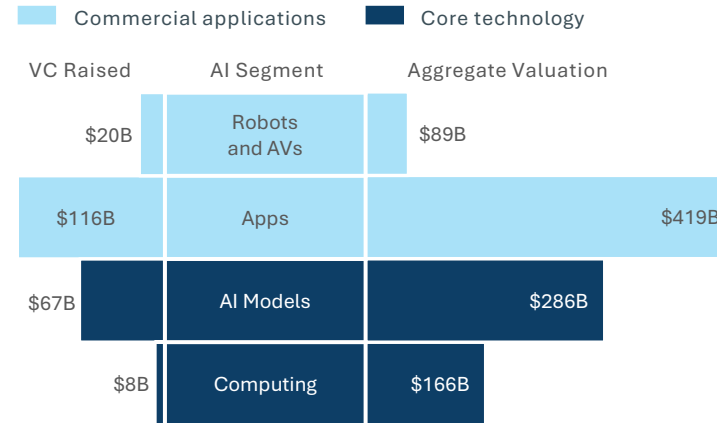 Commercial applications
Core technology
VC Raised
AI Segment
Aggregate Valuation
$20B
Robots
and AVs
$89B
$116B
Apps
$419B
$67B
AI Models
$286B
$8B
Computing
$166B